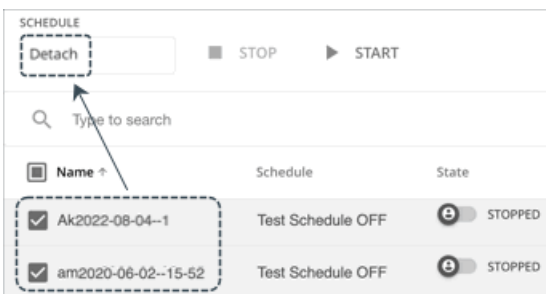 SCHEDULE
Detach STOP START
Type to search
Name ↑ Schedule State
Ak2022-08-04--1 Test Schedule OFF STOPPED
am2020-06-02--15-52 Test Schedule OFF STOPPED